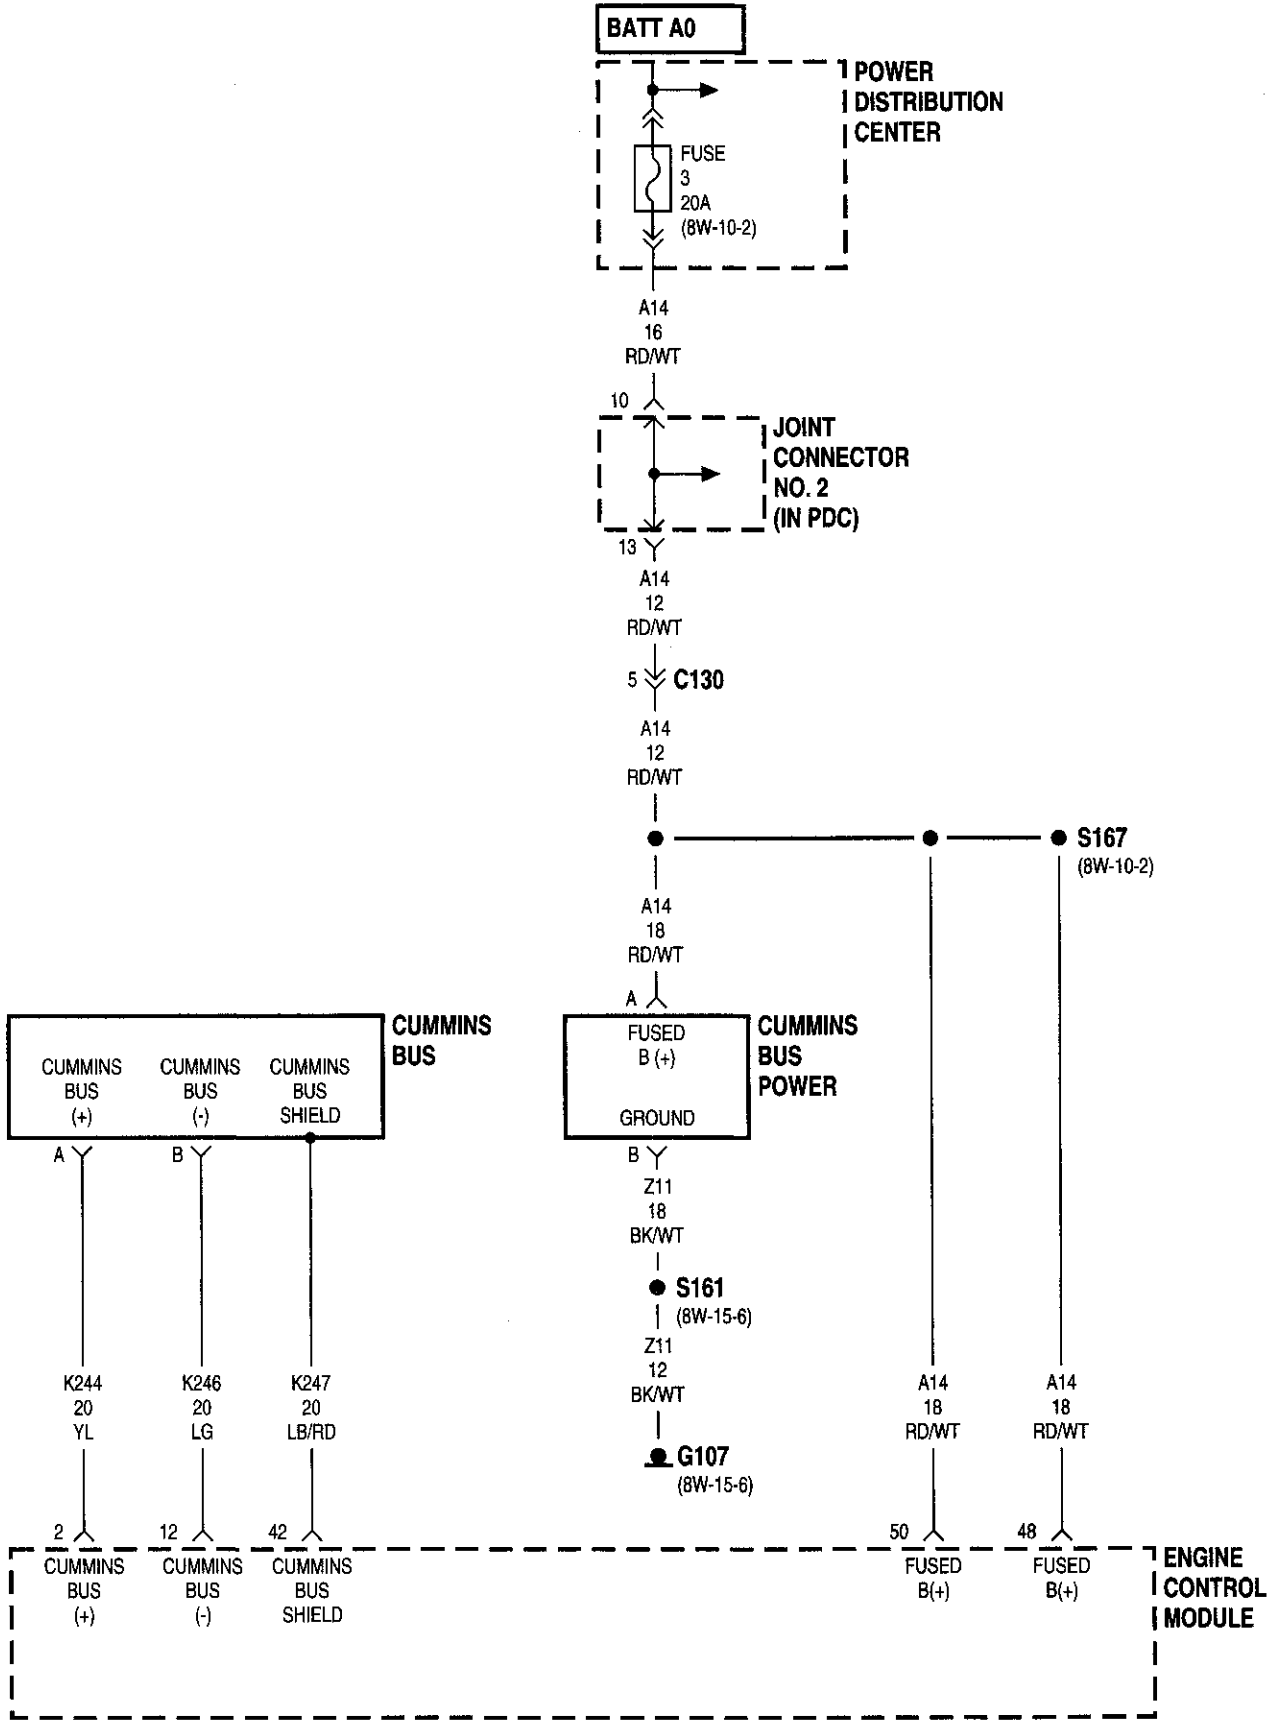 BATT A0
POWER
DISTRIBUTION
CENTER
FUSE
3
20A
(8W-10-2)
A14
16
RD/WT
10
JOINT
CONNECTOR
NO. 2
(IN PDC)
13
A14
12
RD/WT
5 C130
A14
12
RD/WT
S167
(8W-10-2)
A14
18
RD/WT
A
CUMMINS
BUS
CUMMINS
BUS
(+)
CUMMINS
BUS
(-)
CUMMINS
BUS
SHIELD
A
B
FUSED
B (+)
GROUND
CUMMINS
BUS
POWER
B
Z11
18
BK/WT
S161
(8W-15-6)
Z11
12
BK/WT
G107
(8W-15-6)
K244
20
YL
K246
20
LG
K247
20
LB/RD
A14
18
RD/WT
A14
18
RD/WT
2
12
42
50
48
CUMMINS
BUS
(+)
CUMMINS
BUS
(-)
CUMMINS
BUS
SHIELD
FUSED
B(+)
FUSED
B(+)
ENGINE
CONTROL
MODULE